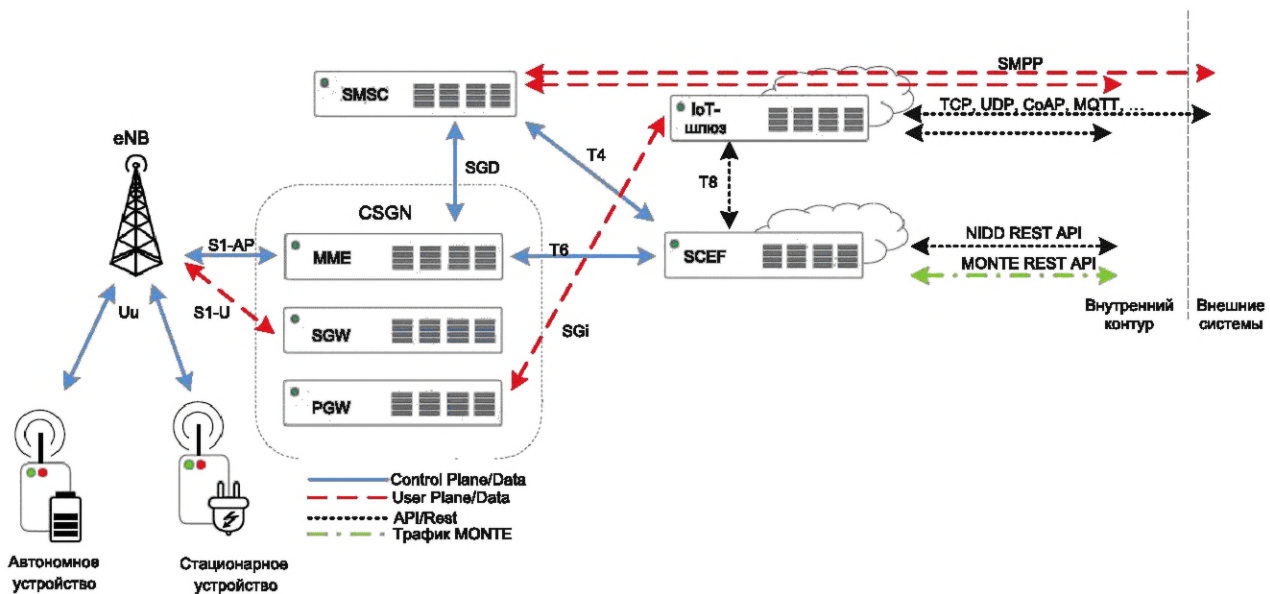 SMPP
SMSC
IoT-
шлюз
TCP, UDP, CoAP, MQTT, ...
eNB
SGD
T4
T8
CSGN
S1-AP
MME
T6
SCEF
NIDD REST API
MONTE REST API
Uu
S1-U
SGW
SGi
Внутренний
контур
Внешние
системы
PGW
Control Plane/Data
User Plane/Data
API/Rest
Трафик MONTE
Автономное
устройство
Стационарное
устройство